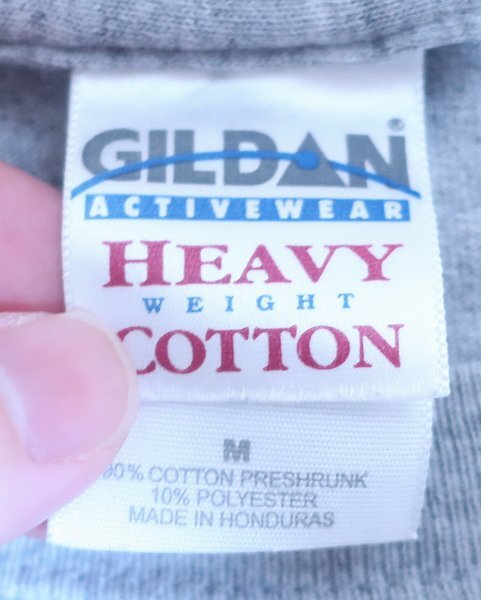 GILDAN®
ACTIVEWEAR
HEAVY
WEIGHT
COTTON
M
90% COTTON PRESHRUNK
10% POLYESTER
MADE IN HONDURAS